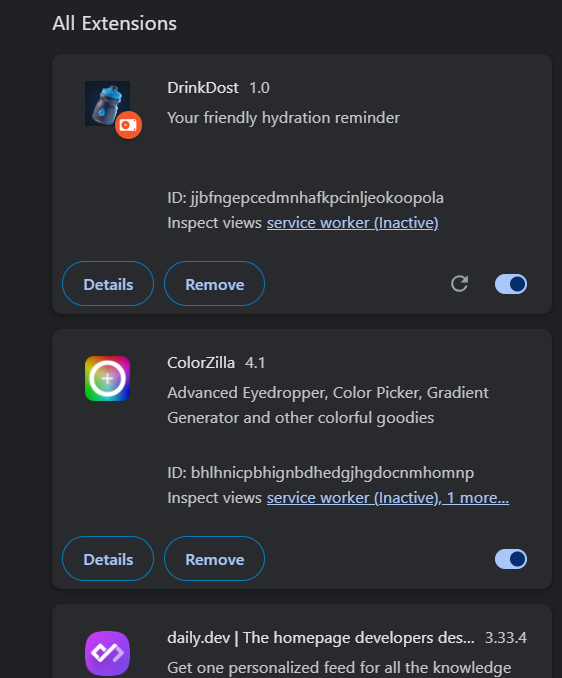 All Extensions
DrinkDost 1.0
Your friendly hydration reminder
ID: jjbfngepcedmnhafkpcinljeokoopola
Inspect views service worker (Inactive)
Details Remove
ColorZilla 4.1
Advanced Eyedropper, Color Picker, Gradient
Generator and other colorful goodies
ID: bhlhnicpbhignbdhedgjhgdocnmhomnp
Inspect views service worker (Inactive), 1 more...
Details Remove
daily.dev | The homepage developers des... 3.33.4
Get one personalized feed for all the knowledge